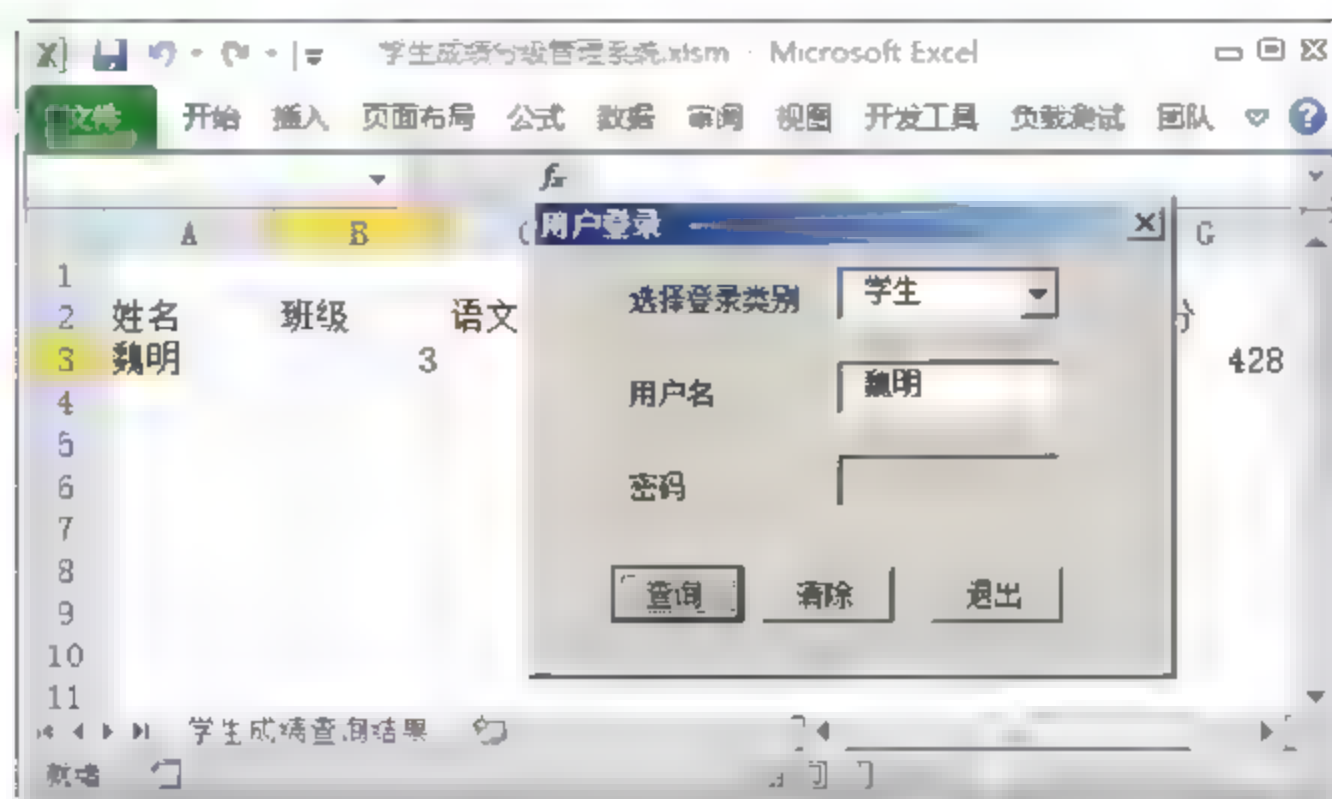 学生成绩分级管理系统.xlsm - Microsoft Excel
文件 开始 插入 页面布局 公式 数据 审阅 视图 开发工具 负载测试 团队
fx
A B C G
用户登录
1
2 姓名 班级 语文 分
3 魏明 3 428
4
5
6
7
8
9
10
11
选择登录类别 学生
用户名 魏明
密码
查询 清除 退出
学生成绩查询结果
就绪